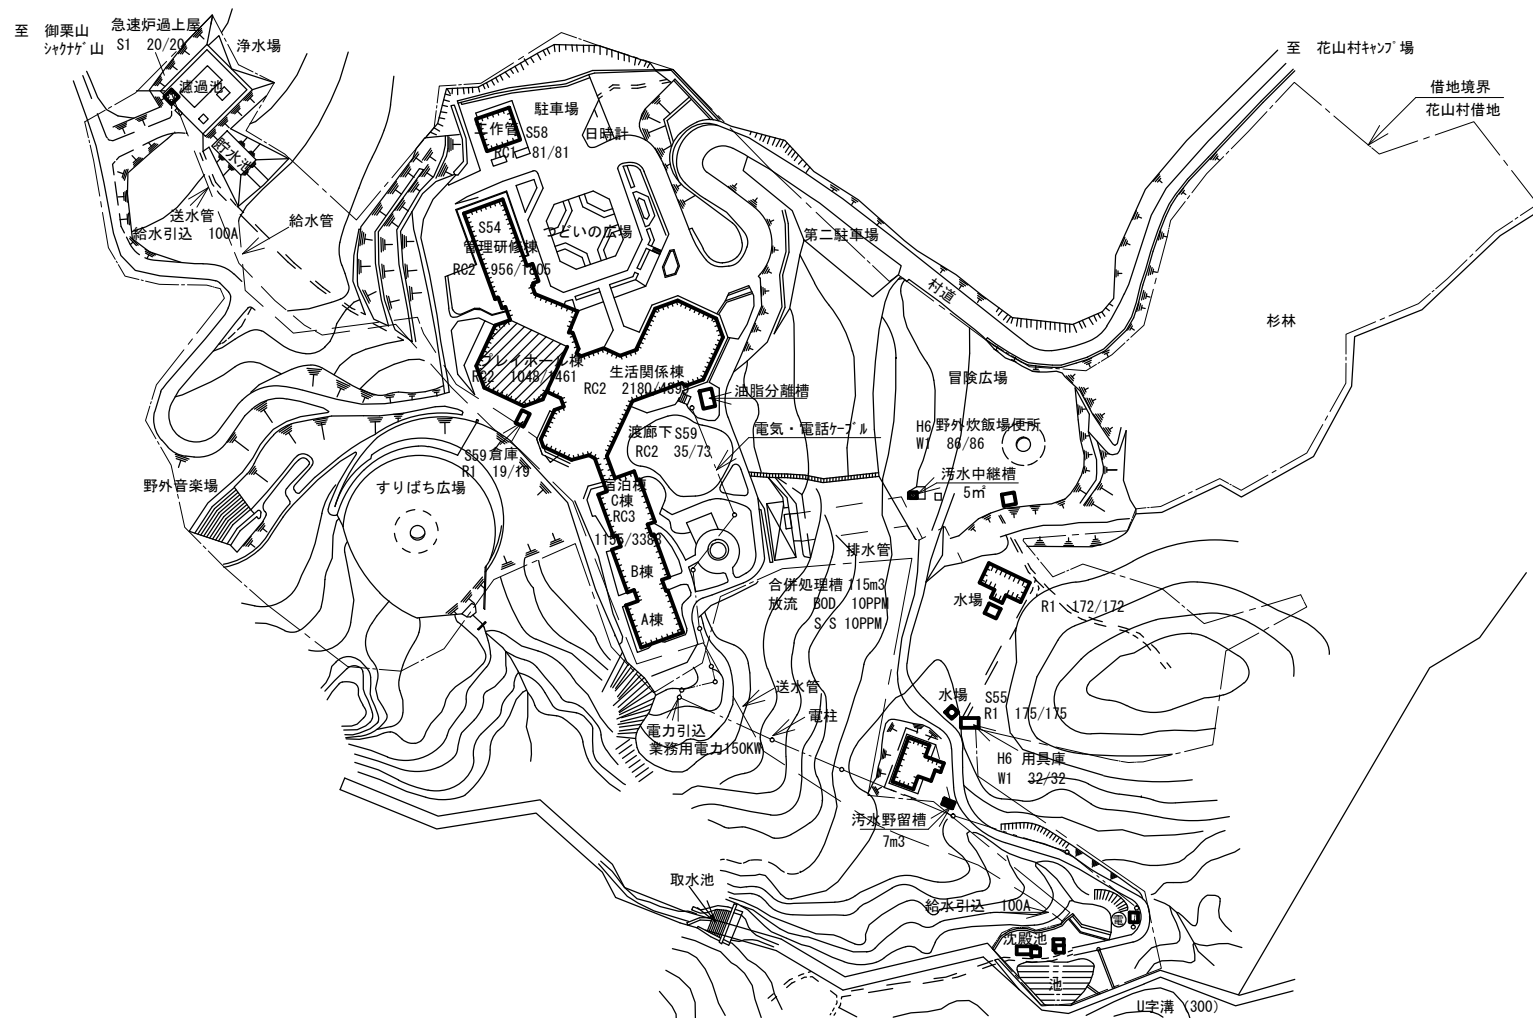 至 御栗山
ｼｬｸﾅｹﾞ山
急速炉過上屋
S1 20/20
浄水場
濾過池
貯水池
送水管
給水引込 100A
給水管
駐車場
日時計
S58
RC1 81/81
S54
管理研修棟
RC2 956/1805
つどいの広場
第二駐車場
村道
至 花山村ｷｬﾝﾌﾟ場
借地境界
花山村借地
杉林
プレイホール棟
RC2 1048/1461
生活関係棟
RC2 2180/4899
油脂分離槽
冒険広場
渡廊下 S59
RC2 35/73
電気・電話ｹｰﾌﾞﾙ
H6 野外炊飯場便所
W1 86/86
S59 倉庫
R1 19/19
汚水中継槽
5㎡
野外音楽場
すりばち広場
宿泊棟
C棟
RC3
1155/3383
B棟
A棟
排水管
合併処理槽 115m3
放流 BOD 10PPM
S S 10PPM
水場
R1 172/172
送水管
電柱
水場
S55
R1 175/175
電力引込
業務用電力150KW
H6 用具庫
W1 32/32
汚水野留槽
7m3
取水池
給水引込 100A
電
沈殿池
池
U字溝 (300)